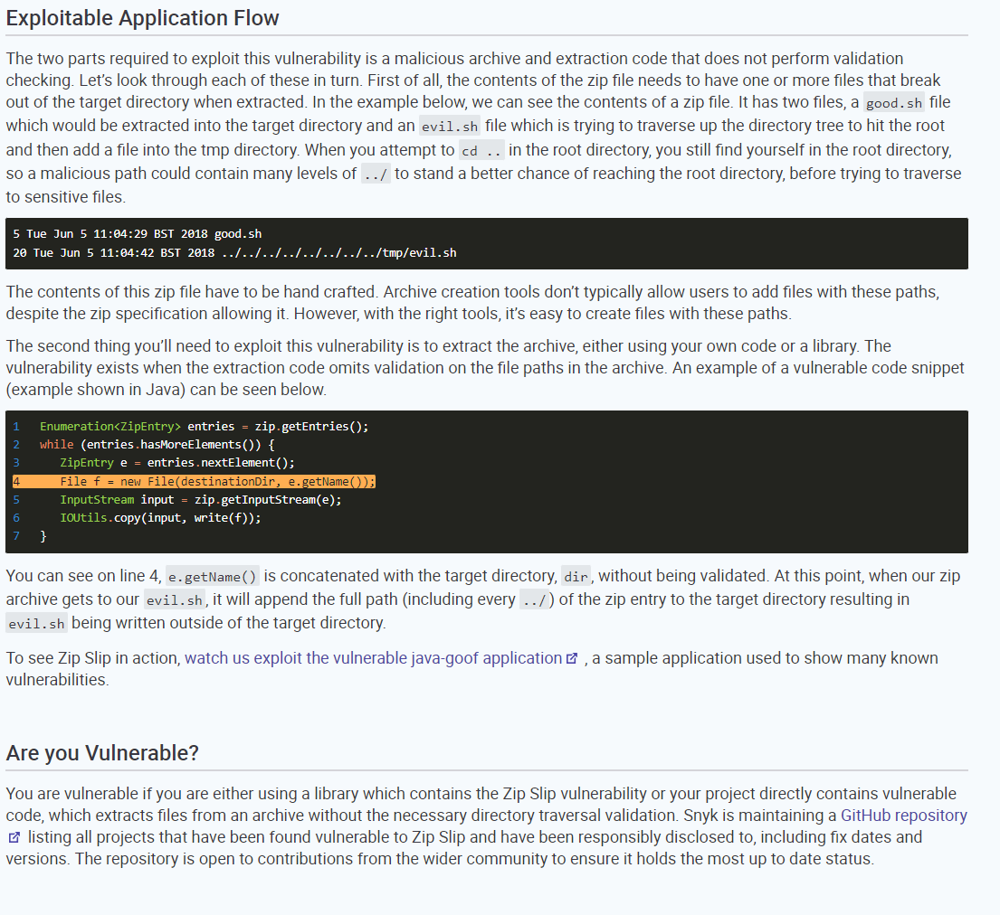 Exploitable Application Flow
The two parts required to exploit this vulnerability is a malicious archive and extraction code that does not perform validation
checking. Let’s look through each of these in turn. First of all, the contents of the zip file needs to have one or more files that break
out of the target directory when extracted. In the example below, we can see the contents of a zip file. It has two files, a good.sh file
which would be extracted into the target directory and an evil.sh file which is trying to traverse up the directory tree to hit the root
and then add a file into the tmp directory. When you attempt to cd .. in the root directory, you still find yourself in the root directory,
so a malicious path could contain many levels of ../ to stand a better chance of reaching the root directory, before trying to traverse
to sensitive files.
5 Tue Jun 5 11:04:29 BST 2018 good.sh
20 Tue Jun 5 11:04:42 BST 2018 ../../../../../../../../tmp/evil.sh
The contents of this zip file have to be hand crafted. Archive creation tools don’t typically allow users to add files with these paths,
despite the zip specification allowing it. However, with the right tools, it’s easy to create files with these paths.
The second thing you’ll need to exploit this vulnerability is to extract the archive, either using your own code or a library. The
vulnerability exists when the extraction code omits validation on the file paths in the archive. An example of a vulnerable code snippet
(example shown in Java) can be seen below.
1 Enumeration<ZipEntry> entries = zip.getEntries();
2 while (entries.hasMoreElements()) {
3 ZipEntry e = entries.nextElement();
4 File f = new File(destinationDir, e.getName());
5 InputStream input = zip.getInputStream(e);
6 IOUtils.copy(input, write(f));
7 }
You can see on line 4, e.getName() is concatenated with the target directory, dir, without being validated. At this point, when our zip
archive gets to our evil.sh, it will append the full path (including every ../) of the zip entry to the target directory resulting in
evil.sh being written outside of the target directory.
To see Zip Slip in action, watch us exploit the vulnerable java-goof application , a sample application used to show many known
vulnerabilities.
Are you Vulnerable?
You are vulnerable if you are either using a library which contains the Zip Slip vulnerability or your project directly contains vulnerable
code, which extracts files from an archive without the necessary directory traversal validation. Snyk is maintaining a GitHub repository
listing all projects that have been found vulnerable to Zip Slip and have been responsibly disclosed to, including fix dates and
versions. The repository is open to contributions from the wider community to ensure it holds the most up to date status.